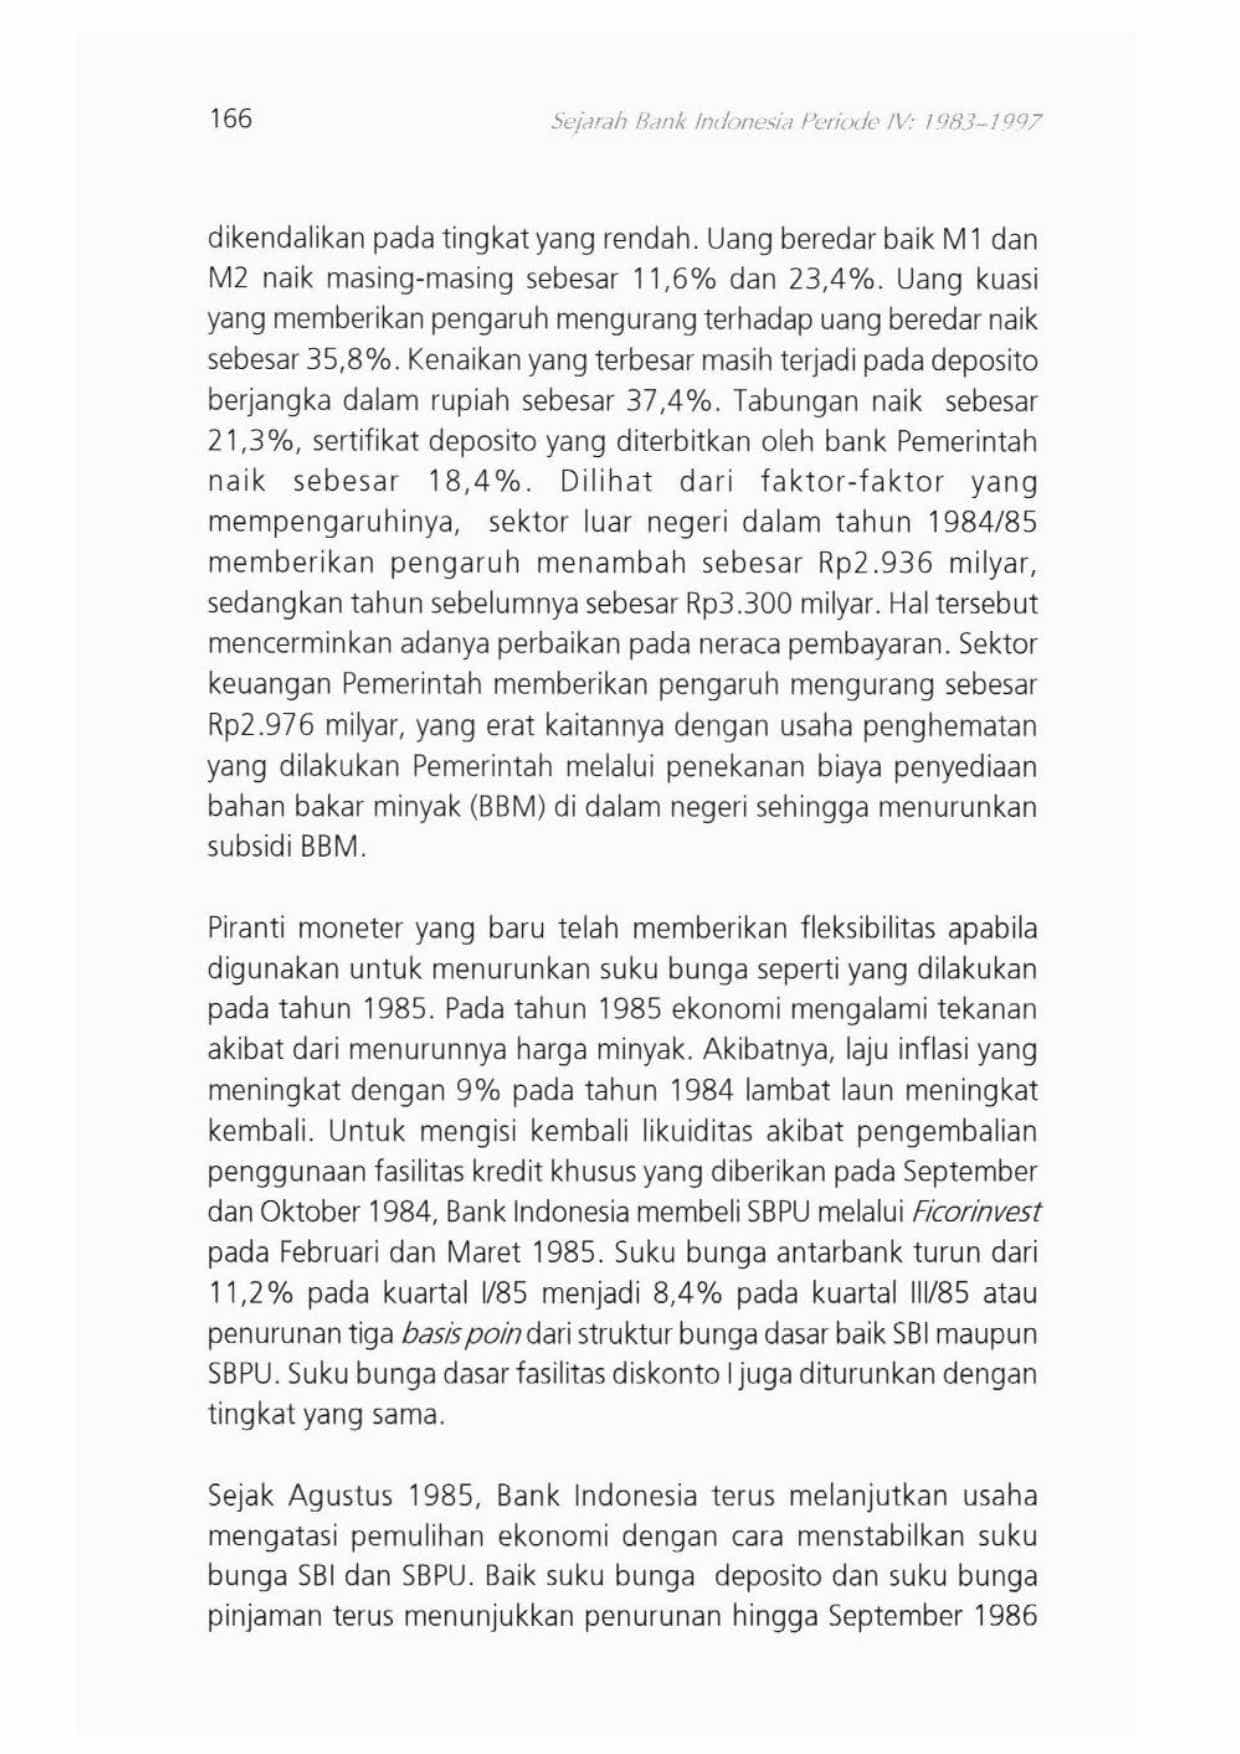 166
Sejarah Bank Indonesia Periode IV: 1983–1997
dikendalikan pada tingkat yang rendah. Uang beredar baik M1 dan
M2 naik masing-masing sebesar 11,6% dan 23,4%. Uang kuasi
yang memberikan pengaruh mengurang terhadap uang beredar naik
sebesar 35,8%. Kenaikan yang terbesar masih terjadi pada deposito
berjangka dalam rupiah sebesar 37,4%. Tabungan naik sebesar
21,3%, sertifikat deposito yang diterbitkan oleh bank Pemerintah
naik sebesar 18,4%. Dilihat dari faktor-faktor yang
mempengaruhinya, sektor luar negeri dalam tahun 1984/85
memberikan pengaruh menambah sebesar Rp2.936 milyar,
sedangkan tahun sebelumnya sebesar Rp3.300 milyar. Hal tersebut
mencerminkan adanya perbaikan pada neraca pembayaran. Sektor
keuangan Pemerintah memberikan pengaruh mengurang sebesar
Rp2.976 milyar, yang erat kaitannya dengan usaha penghematan
yang dilakukan Pemerintah melalui penekanan biaya penyediaan
bahan bakar minyak (BBM) di dalam negeri sehingga menurunkan
subsidi BBM.
Piranti moneter yang baru telah memberikan fleksibilitas apabila
digunakan untuk menurunkan suku bunga seperti yang dilakukan
pada tahun 1985. Pada tahun 1985 ekonomi mengalami tekanan
akibat dari menurunnya harga minyak. Akibatnya, laju inflasi yang
meningkat dengan 9% pada tahun 1984 lambat laun meningkat
kembali. Untuk mengisi kembali likuiditas akibat pengembalian
penggunaan fasilitas kredit khusus yang diberikan pada September
dan Oktober 1984, Bank Indonesia membeli SBPU melalui Ficorinvest
pada Februari dan Maret 1985. Suku bunga antarbank turun dari
11,2% pada kuartal I/85 menjadi 8,4% pada kuartal III/85 atau
penurunan tiga basis poin dari struktur bunga dasar baik SBI maupun
SBPU. Suku bunga dasar fasilitas diskonto I juga diturunkan dengan
tingkat yang sama.
Sejak Agustus 1985, Bank Indonesia terus melanjutkan usaha
mengatasi pemulihan ekonomi dengan cara menstabilkan suku
bunga SBI dan SBPU. Baik suku bunga deposito dan suku bunga
pinjaman terus menunjukkan penurunan hingga September 1986